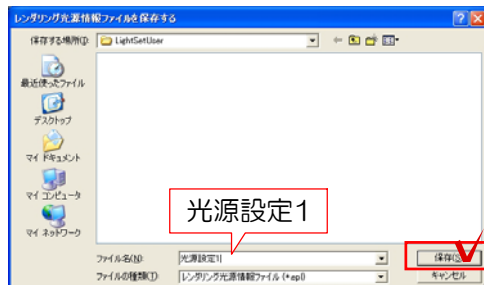 レンダリング光源情報ファイルを保存する
保存する場所(I):
LightSetUser
最近使ったファイル
デスクトップ
マイ ドキュメント
マイ コンピュータ
マイ ネットワーク
光源設定1
ファイル名(N):
光源設定1
保存(S)
ファイルの種類(T):
レンダリング光源情報ファイル (*.epl)
キャンセル